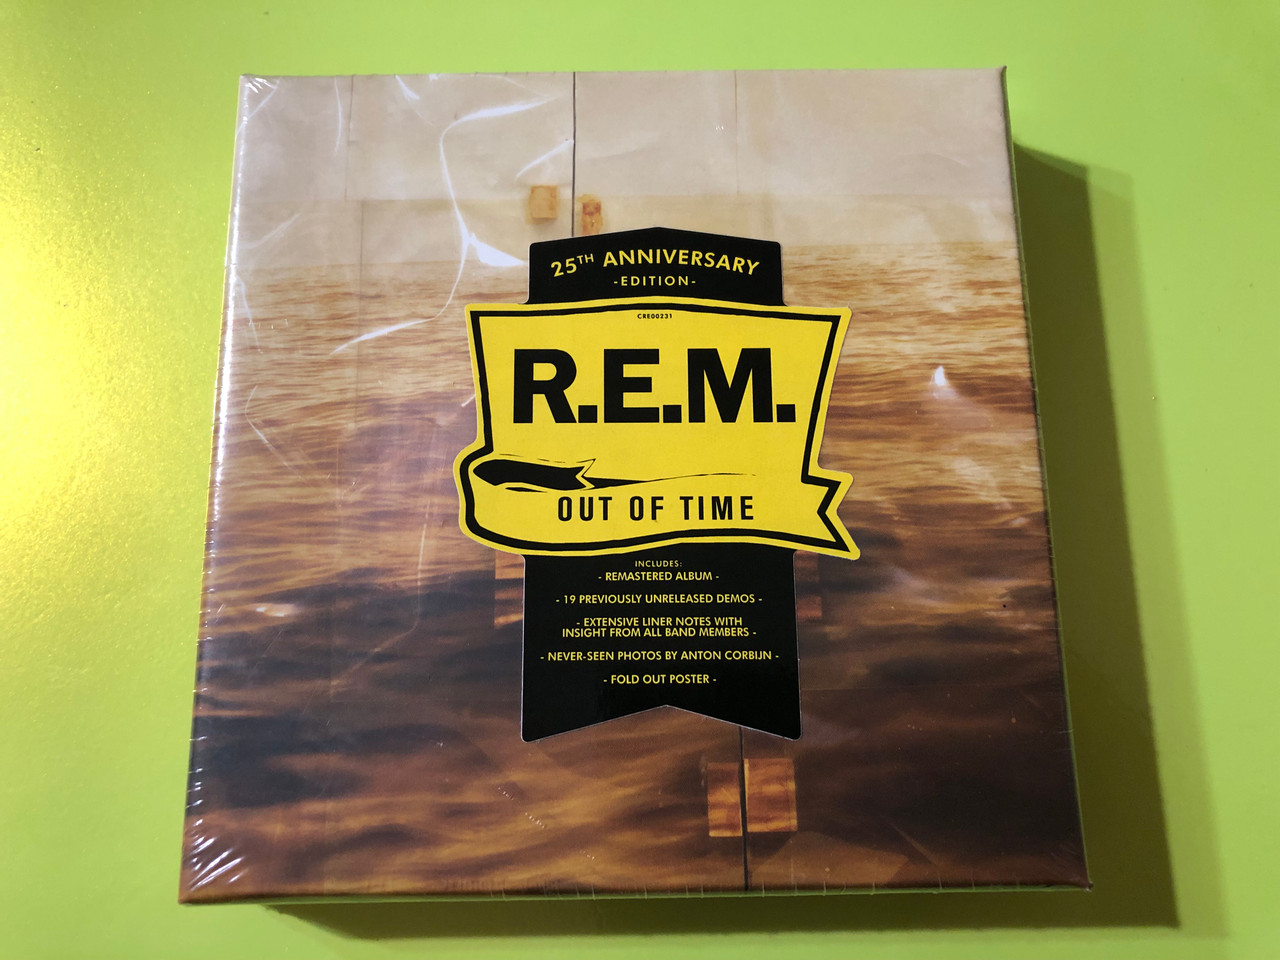 25TH ANNIVERSARY
-EDITION-
CRE00231
R.E.M.
OUT OF TIME
INCLUDES:
- REMASTERED ALBUM -
- 19 PREVIOUSLY UNRELEASED DEMOS -
- EXTENSIVE LINER NOTES WITH
INSIGHT FROM ALL BAND MEMBERS -
- NEVER-SEEN PHOTOS BY ANTON CORBIJN -
- FOLD OUT POSTER -